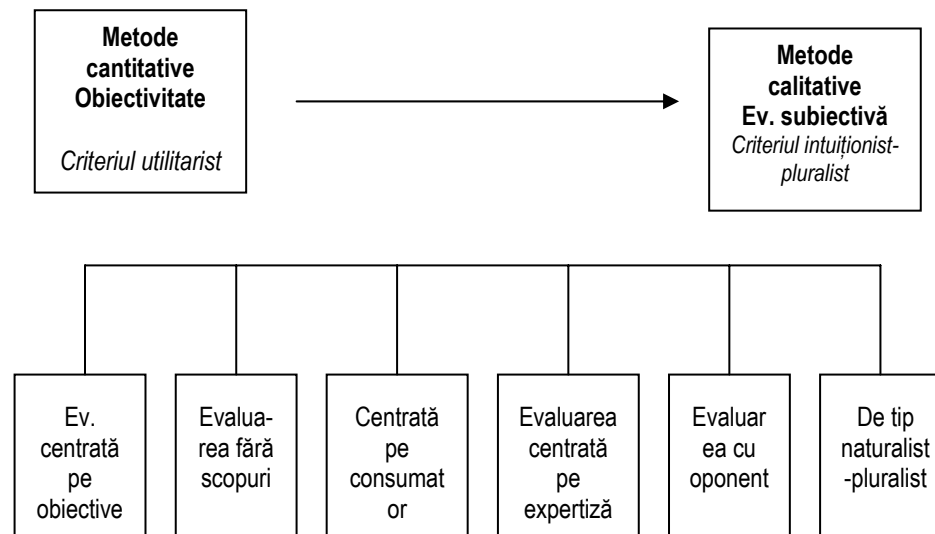 Metode
cantitative
Obiectivitate
Criteriul utilitarist
Metode
calitative
Ev. subiectivă
Criteriul intuiționist-
pluralist
Ev.
centrată
pe
obiective
Evalua-
rea fără
scopuri
Centrată
pe
consumat
or
Evaluarea
centrată
pe
expertiză
Evaluar
ea cu
oponent
De tip
naturalist
-pluralist